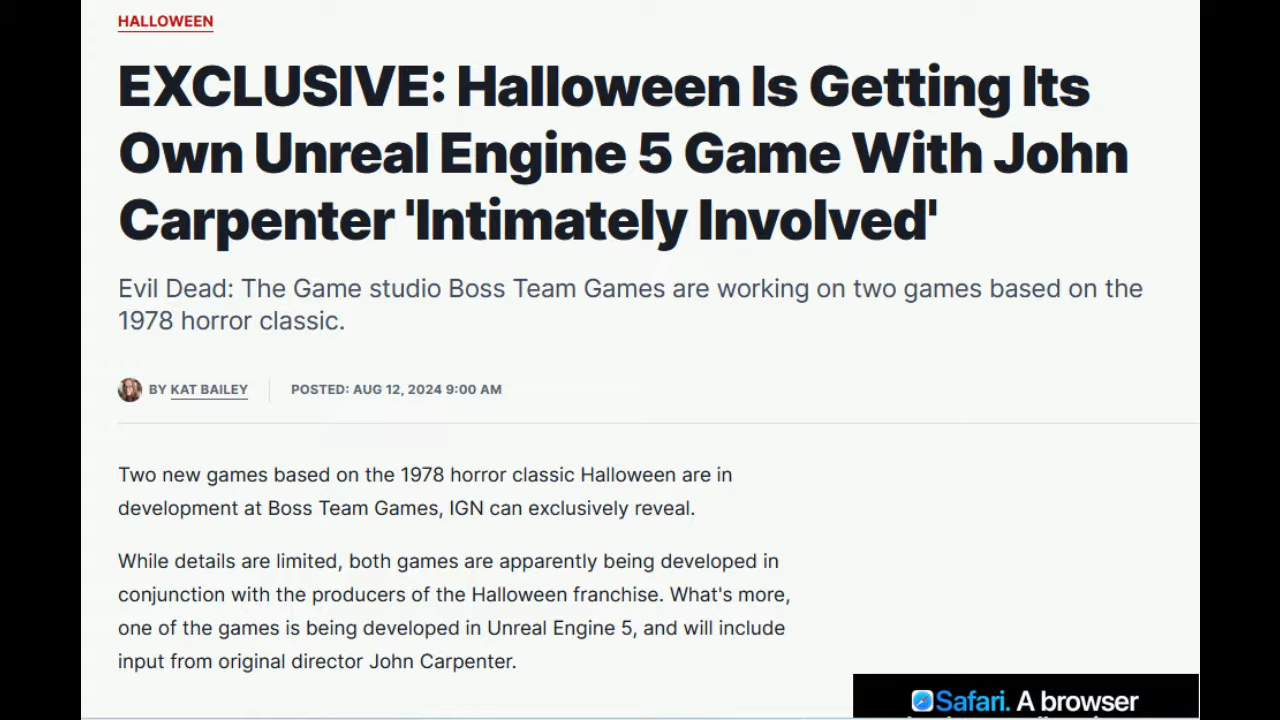 HALLOWEEN
EXCLUSIVE: Halloween Is Getting Its
Own Unreal Engine 5 Game With John
Carpenter 'Intimately Involved'
Evil Dead: The Game studio Boss Team Games are working on two games based on the
1978 horror classic.
BY KAT BAILEY POSTED: AUG 12, 2024 9:00 AM
Two new games based on the 1978 horror classic Halloween are in
development at Boss Team Games, IGN can exclusively reveal.
While details are limited, both games are apparently being developed in
conjunction with the producers of the Halloween franchise. What's more,
one of the games is being developed in Unreal Engine 5, and will include
input from original director John Carpenter.
Safari. A browser